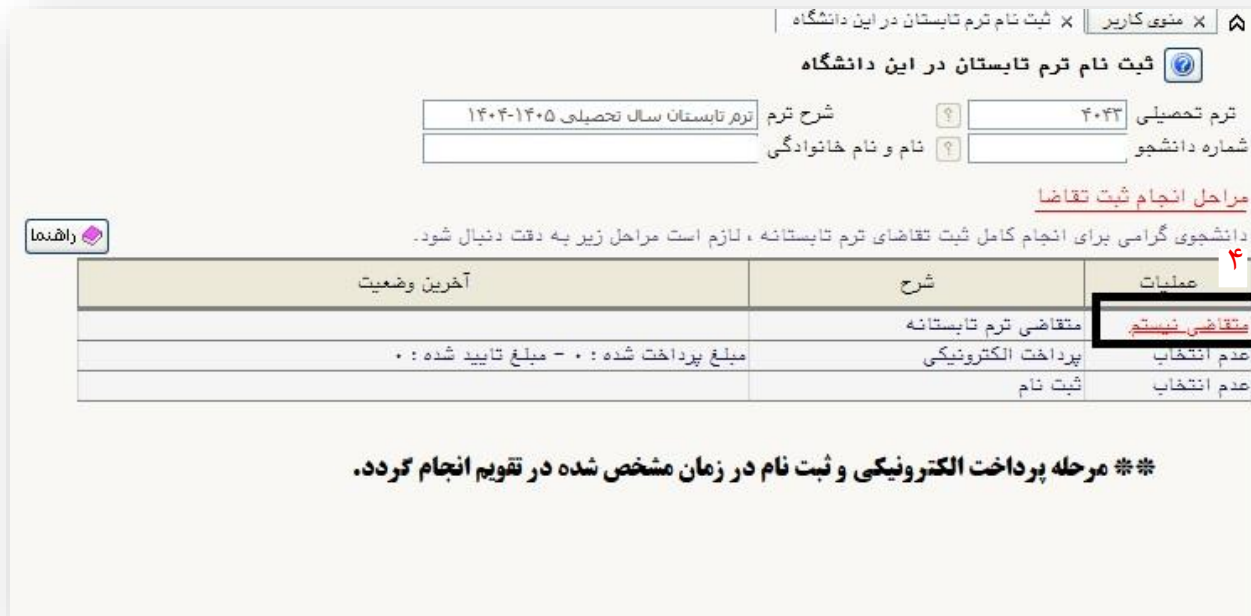 منوی کاربر × ثبت نام ترم تابستان در این دانشگاه ×
ثبت نام ترم تابستان در این دانشگاه
ترم تحصیلی ۴۰۴۳ ؟ شرح ترم ترم تابستان سال تحصیلی ۱۴۰۵-۱۴۰۴
شماره دانشجو ؟ نام و نام خانوادگی
مراحل انجام ثبت تقاضا
دانشجوی گرامی برای انجام کامل ثبت تقاضای ترم تابستانه ، لازم است مراحل زیر به دقت دنبال شود.
راهنما
۴
عملیات شرح آخرین وضعیت
متقاضی نیستم متقاضی ترم تابستانه
عدم انتخاب پرداخت الکترونیکی مبلغ پرداخت شده : ۰ - مبلغ تایید شده : ۰
عدم انتخاب ثبت نام
** مرحله پرداخت الکترونیکی و ثبت نام در زمان مشخص شده در تقویم انجام گردد.